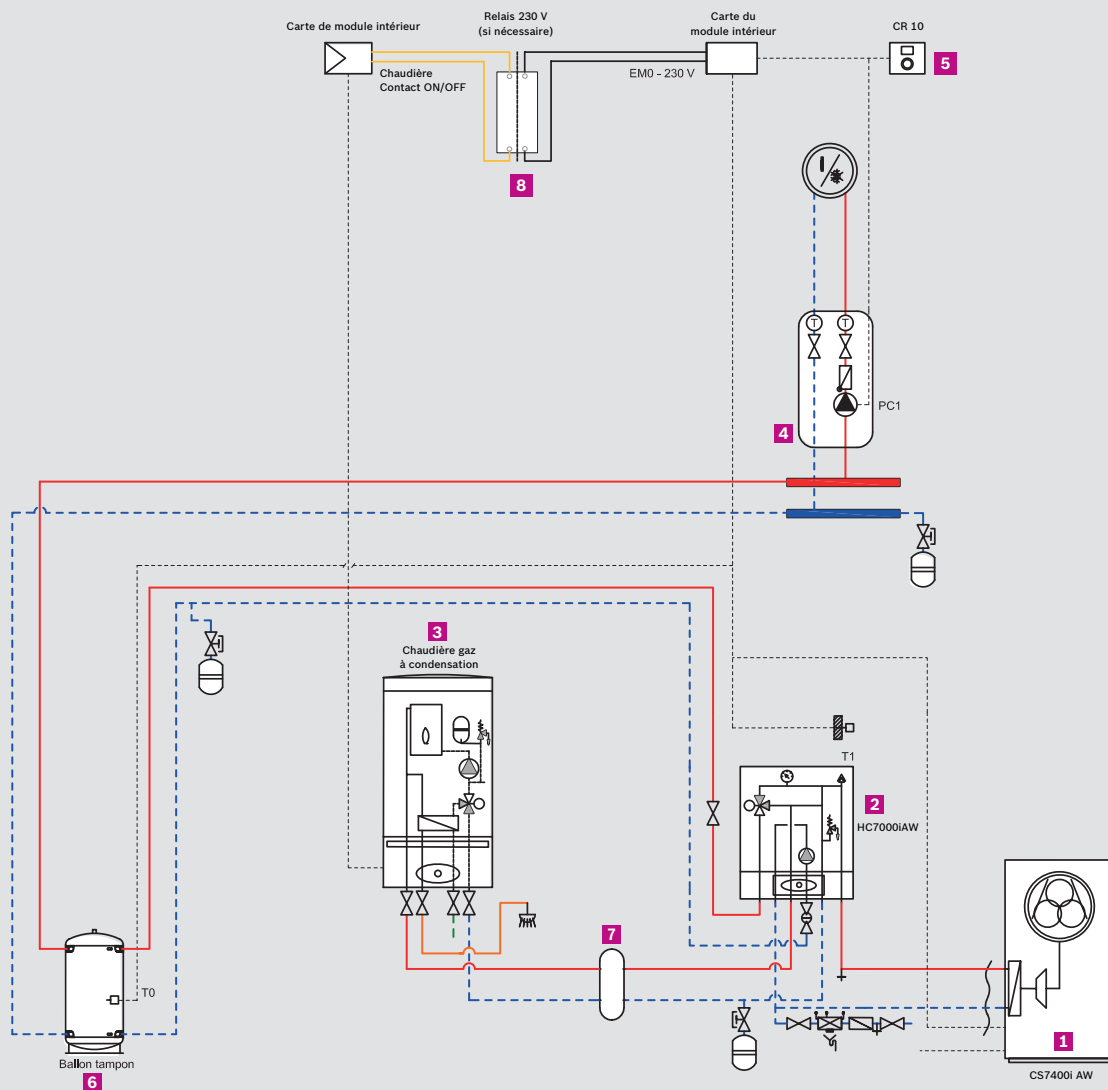 Carte de module intérieur
Relais 230 V
(si nécessaire)
Carte du
module intérieur
CR 10
5
Chaudière
Contact ON/OFF
EM0 - 230 V
8
T
T
PC1
4
3
Chaudière gaz
à condensation
T1
2
HC7000iAW
7
T0
1
Ballon tampon
6
CS7400i AW